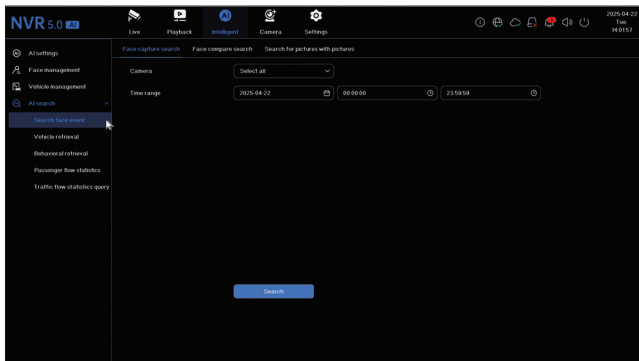 NVR 5.0 AI
Live Playback AI Intelligent Camera Settings
2025-04-22
Tue
14:01:57
AI settings
Face management
Vehicle management
AI search
Search face event
Vehicle retrieval
Behavioral retrieval
Passenger flow statistics
Traffic flow statistics query
Face capture search Face compare search Search for pictures with pictures
Camera Select all
Time range 2025-04-22 00:00:00 23:59:59
Search